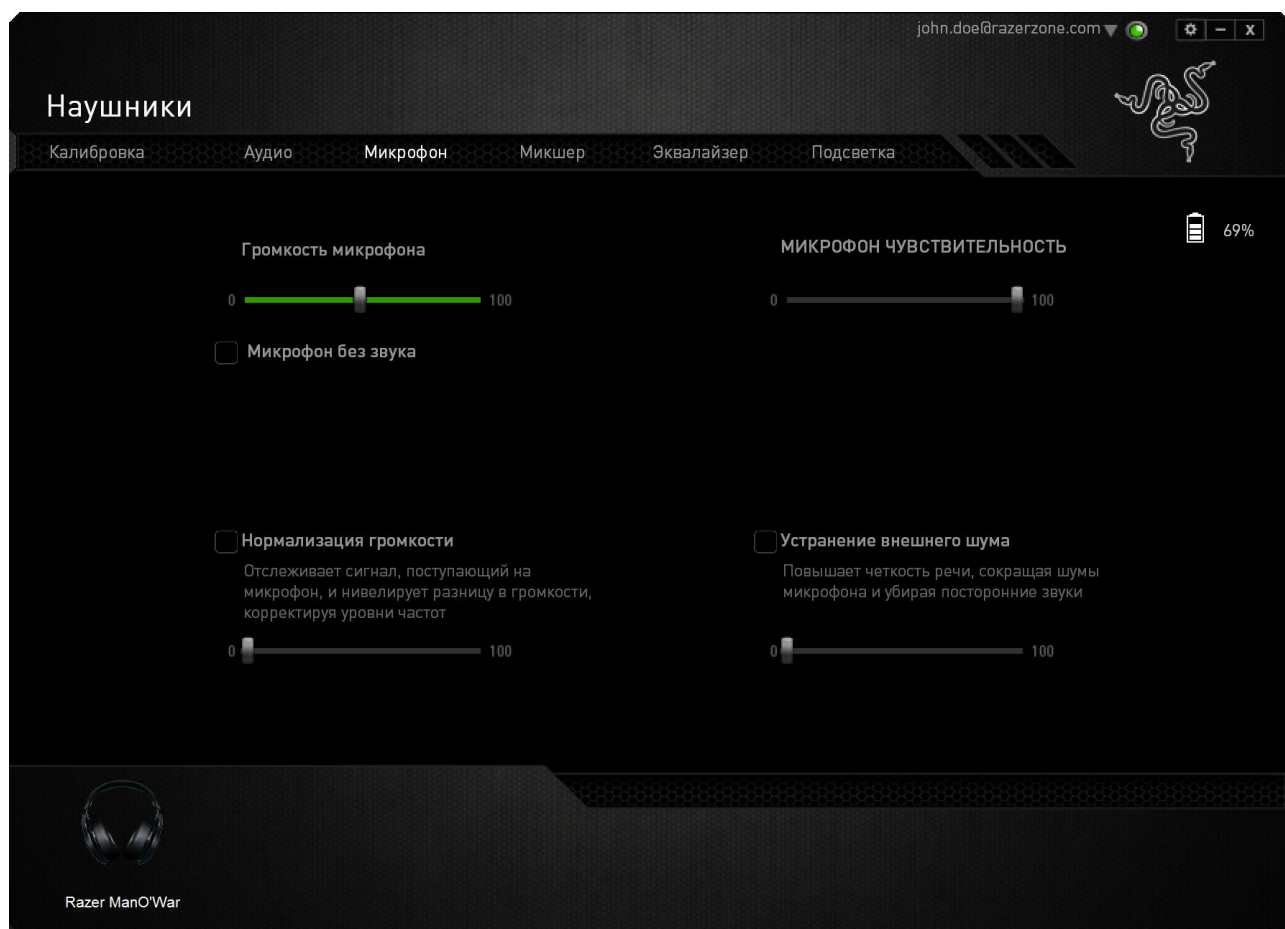 john.doe@razerzone.com
Наушники
Калибровка Аудио Микрофон Микшер Эквалайзер Подсветка
69%
Громкость микрофона
МИКРОФОН ЧУВСТВИТЕЛЬНОСТЬ
0 100
0 100
Микрофон без звука
Нормализация громкости
Отслеживает сигнал, поступающий на
микрофон, и нивелирует разницу в громкости,
корректируя уровни частот
0 100
Устранение внешнего шума
Повышает четкость речи, сокращая шумы
микрофона и убирая посторонние звуки
0 100
Razer ManO'War